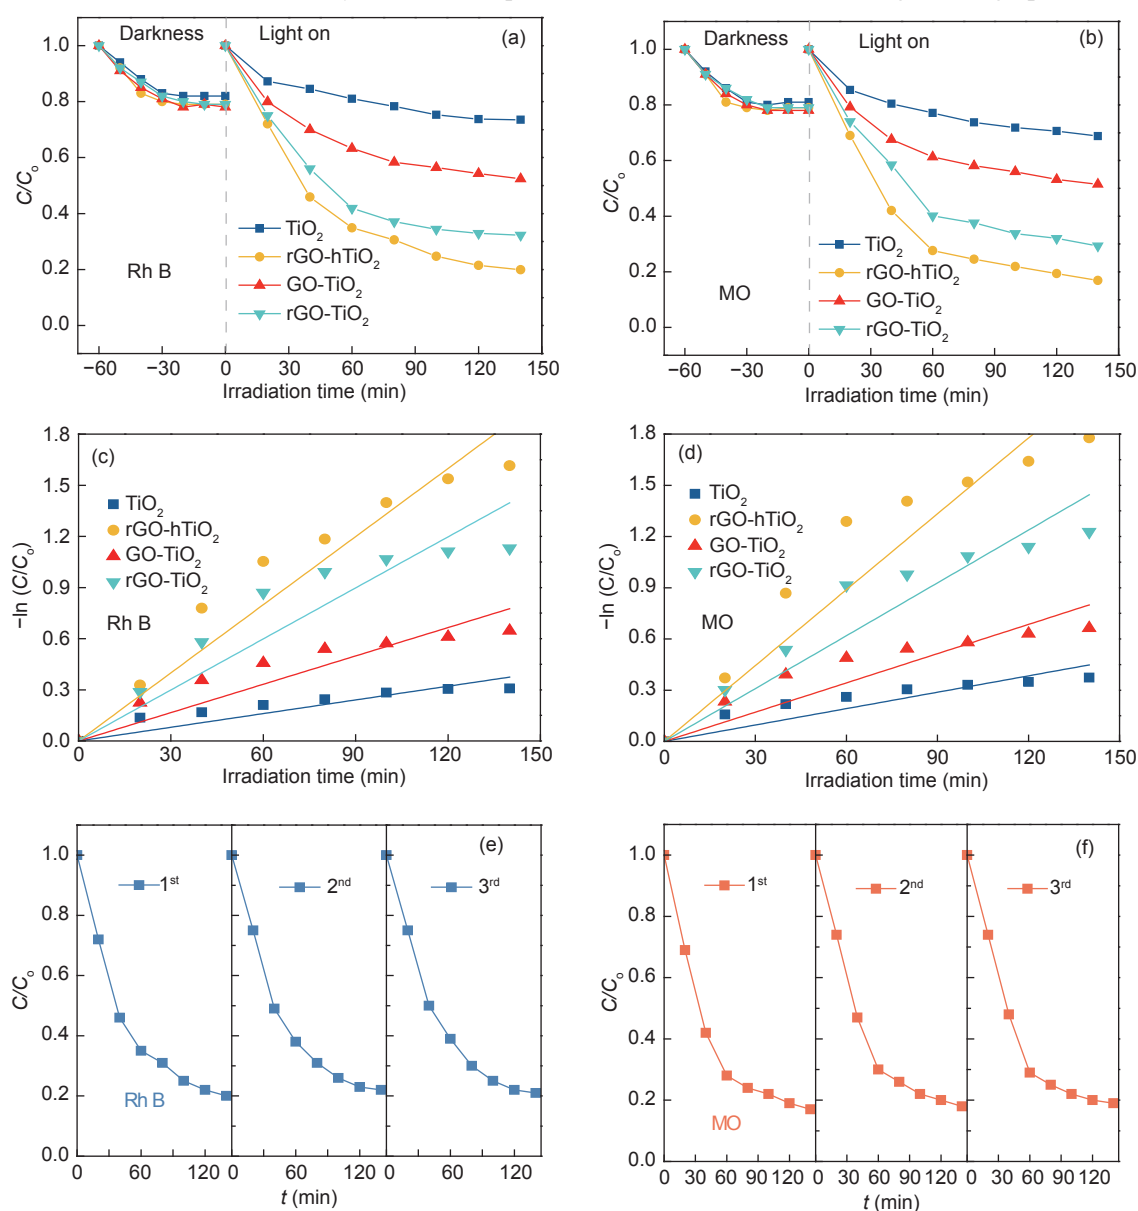 (a)
Darkness Light on
1.0
0.8
0.6
0.4
0.2
0.0
C/Co
TiO2
rGO-hTiO2
GO-TiO2
rGO-TiO2
Rh B
−60 −30 0 30 60 90 120 150
Irradiation time (min)
(b)
Darkness Light on
1.0
0.8
0.6
0.4
0.2
0.0
C/Co
TiO2
rGO-hTiO2
GO-TiO2
rGO-TiO2
MO
−60 −30 0 30 60 90 120 150
Irradiation time (min)
(c)
1.8
1.5
1.2
0.9
0.6
0.3
0.0
−ln (C/Co)
TiO2
rGO-hTiO2
GO-TiO2
rGO-TiO2
Rh B
0 30 60 90 120 150
Irradiation time (min)
(d)
1.8
1.5
1.2
0.9
0.6
0.3
0.0
−ln (C/Co)
TiO2
rGO-hTiO2
GO-TiO2
rGO-TiO2
MO
0 30 60 90 120 150
Irradiation time (min)
(e)
1.0
0.8
0.6
0.4
0.2
0.0
C/Co
1st 2nd 3rd
Rh B
0 60 120 0 60 120 0 60 120
t (min)
(f)
1.0
0.8
0.6
0.4
0.2
0.0
C/Co
1st 2nd 3rd
MO
0 30 60 90 120 0 30 60 90 120 0 30 60 90 120
t (min)